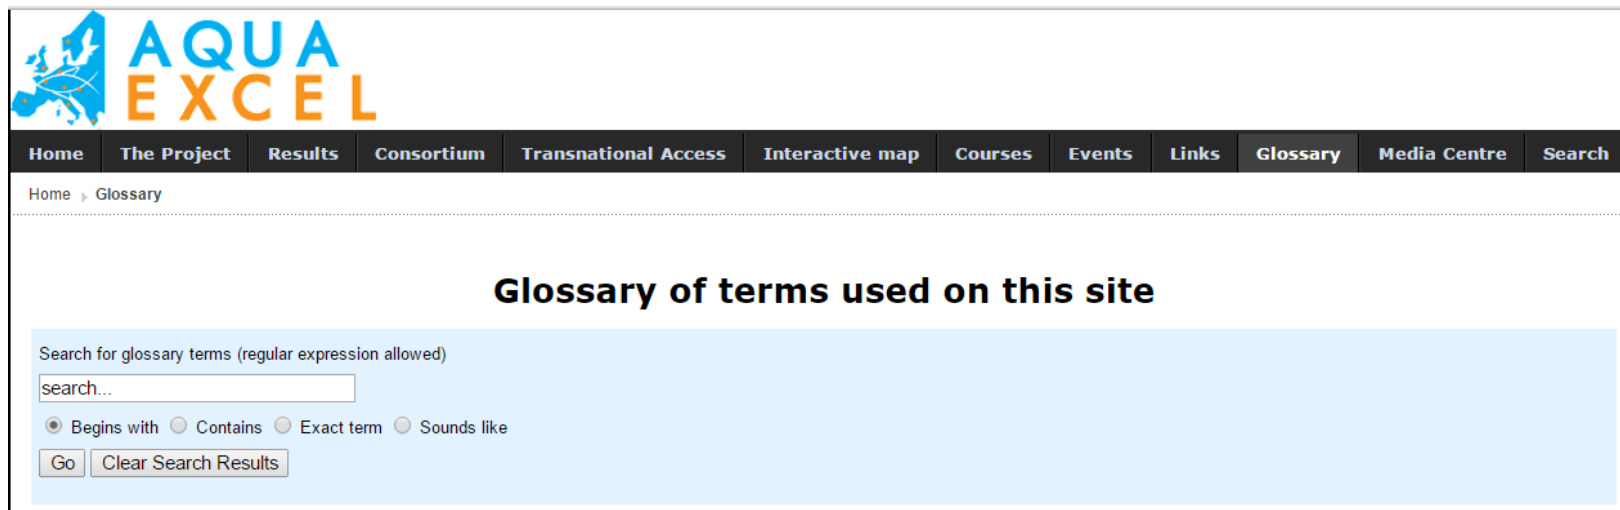 AQUA
EXCEL
Home The Project Results Consortium Transnational Access Interactive map Courses Events Links Glossary Media Centre Search
Home Glossary
Glossary of terms used on this site
Search for glossary terms (regular expression allowed)
search...
Begins with Contains Exact term Sounds like
Go Clear Search Results